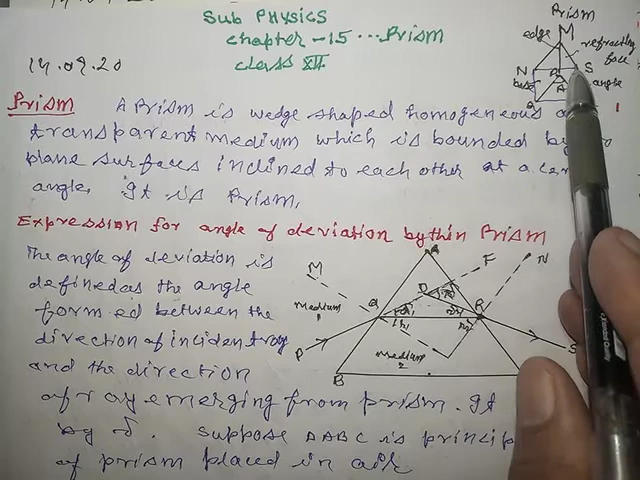 Sub Physics
chapter -15 ... Prism
class XII
14.09.20
Prism
M
edge
refracting
face
N
S
base
angle
Prism A Prism is wedge shaped homogeneous
transparent medium which is bounded by
plane surfaces inclined to each other at a
angle. It is Prism.
Expression for angle of deviation by thin Prism
The angle of deviation is
defined as the angle
formed between the
direction of incident ray
and the direction
of ray emerging from prism. It
by δ. Suppose ΔABC is
of prism placed in air
M
A
F
N
medium
1
D
Q
R
medium
2
P
S
B